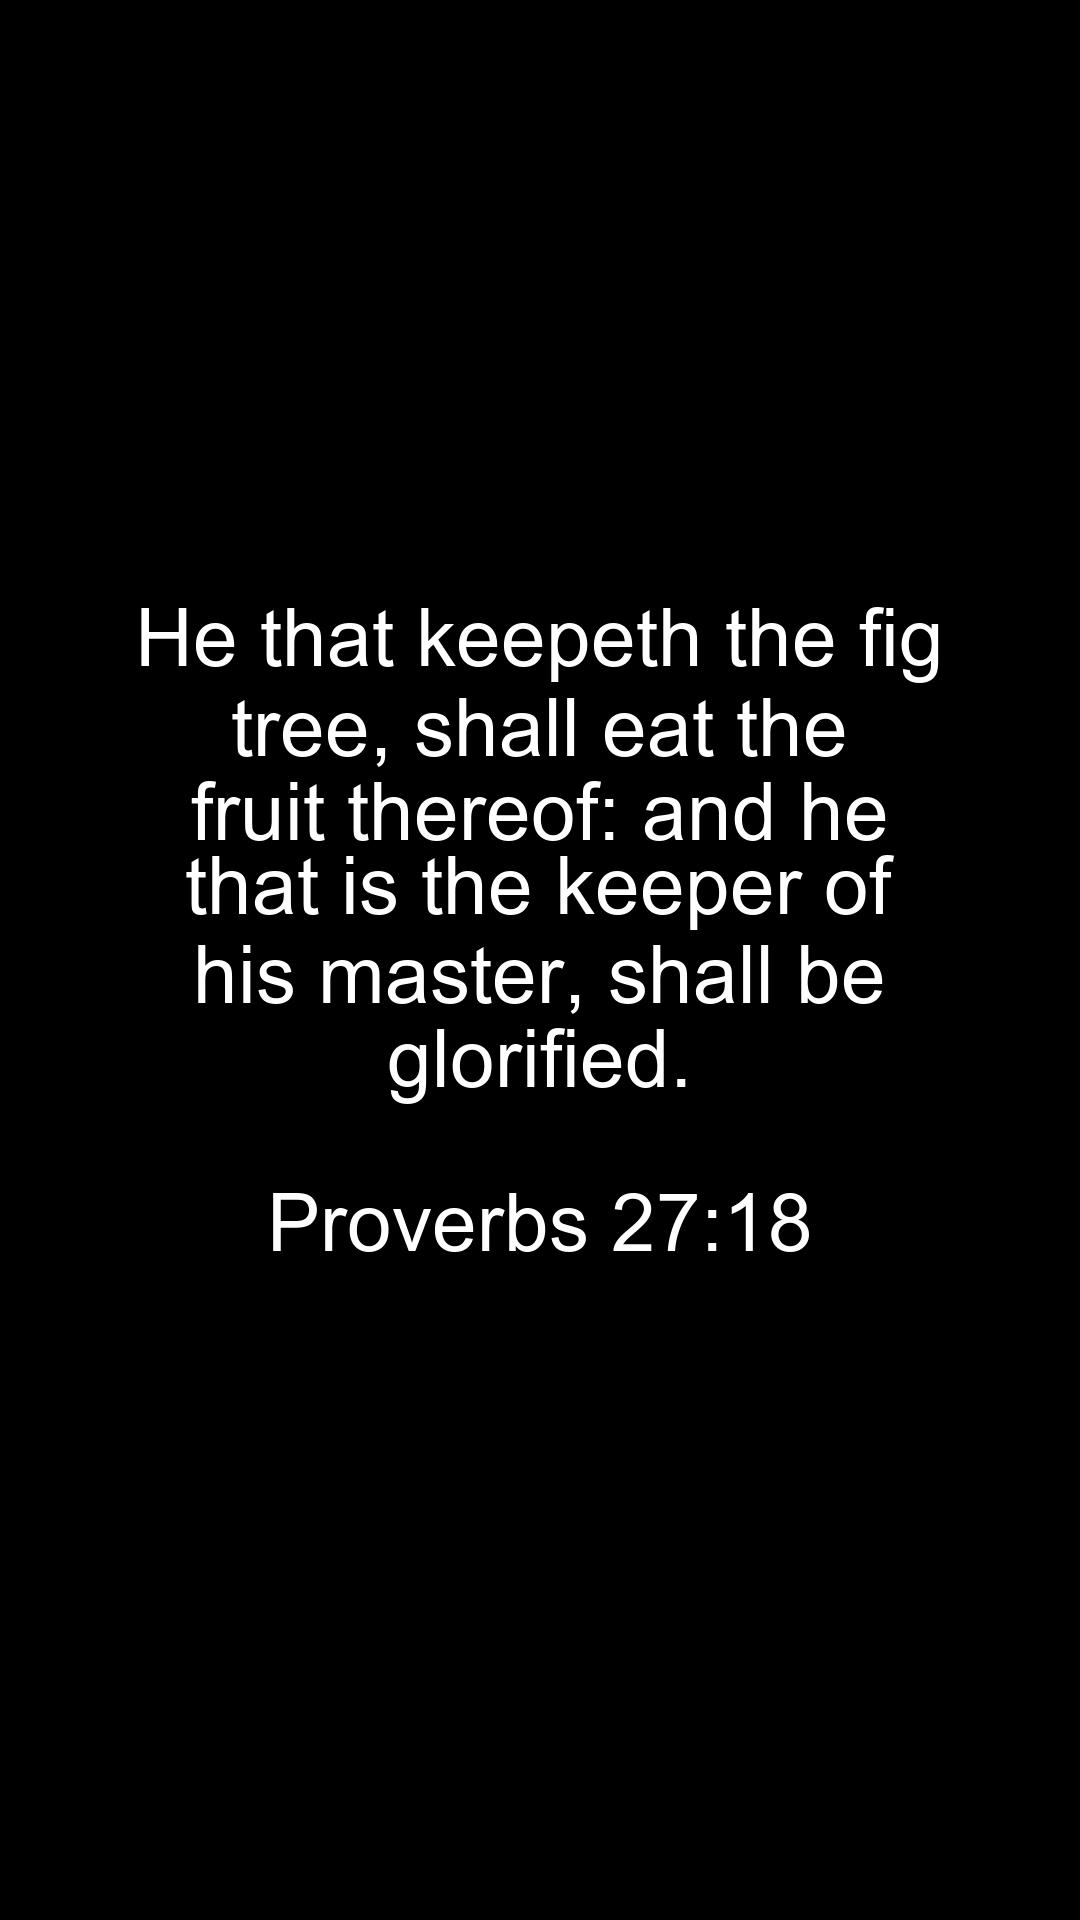 He that keepeth the fig
tree, shall eat the
fruit thereof: and he
that is the keeper of
his master, shall be
glorified.
Proverbs 27:18